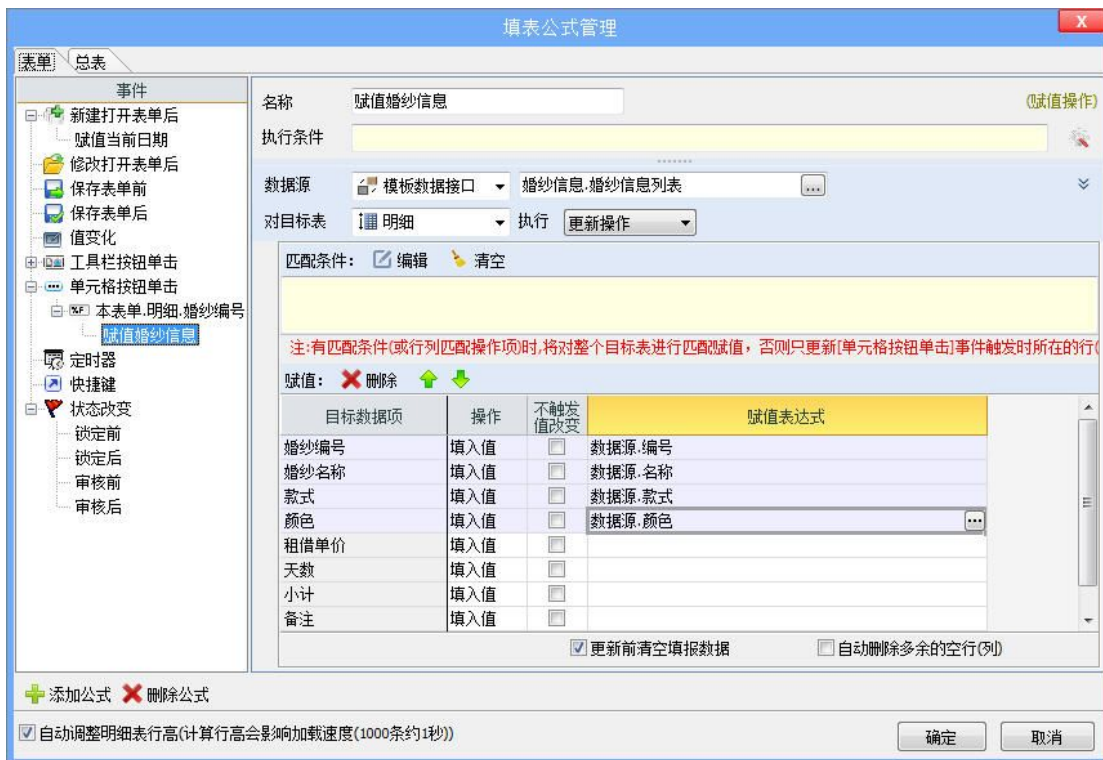 填表公式管理
X
表单 总表
事件
新建打开表单后
赋值当前日期
修改打开表单后
保存表单前
保存表单后
值变化
工具栏按钮单击
单元格按钮单击
本表单.明细.婚纱编号
赋值婚纱信息
定时器
快捷键
状态改变
锁定前
锁定后
审核前
审核后
名称 赋值婚纱信息 (赋值操作)
执行条件
数据源 模板数据接口 婚纱信息.婚纱信息列表 ...
对目标表 明细 执行 更新操作
匹配条件: 编辑 清空
注:有匹配条件(或行列匹配操作项)时,将对整个目标表进行匹配赋值，否则只更新[单元格按钮单击]事件触发时所在的行(
赋值: 删除
目标数据项 操作 不触发值改变 赋值表达式
婚纱编号 填入值 数据源.编号
婚纱名称 填入值 数据源.名称
款式 填入值 数据源.款式
颜色 填入值 数据源.颜色 ...
租借单价 填入值
天数 填入值
小计 填入值
备注 填入值
更新前清空填报数据 自动删除多余的空行(列)
添加公式 删除公式
自动调整明细表行高(计算行高会影响加载速度(1000条约1秒))
确定 取消